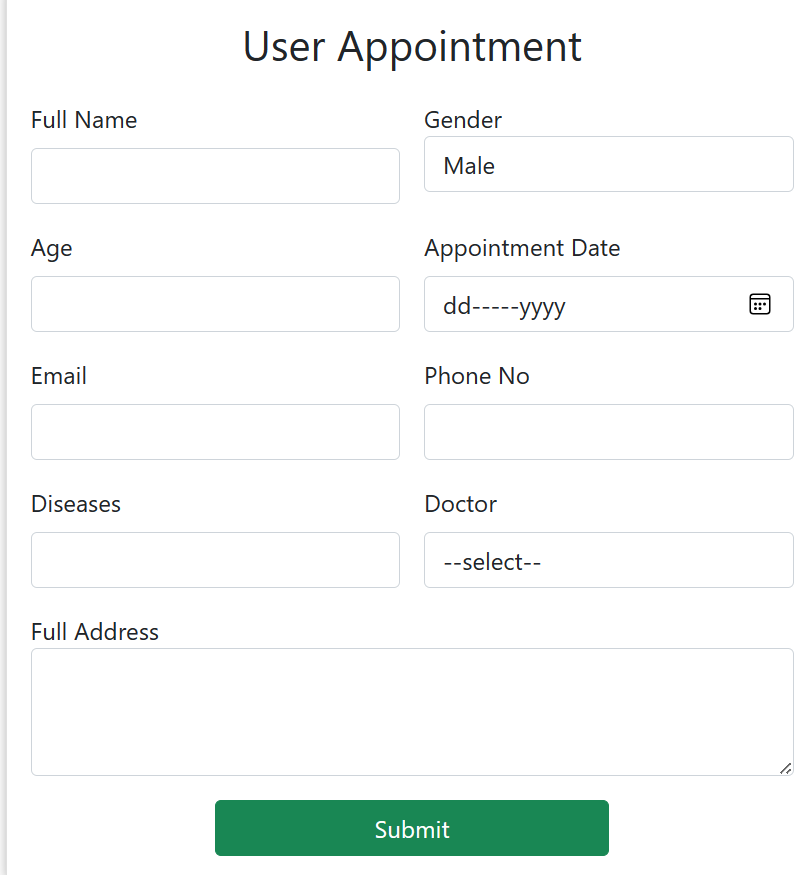 User Appointment
Full Name
Gender
Male
Age
Appointment Date
dd-----yyyy
Email
Phone No
Diseases
Doctor
--select--
Full Address
Submit